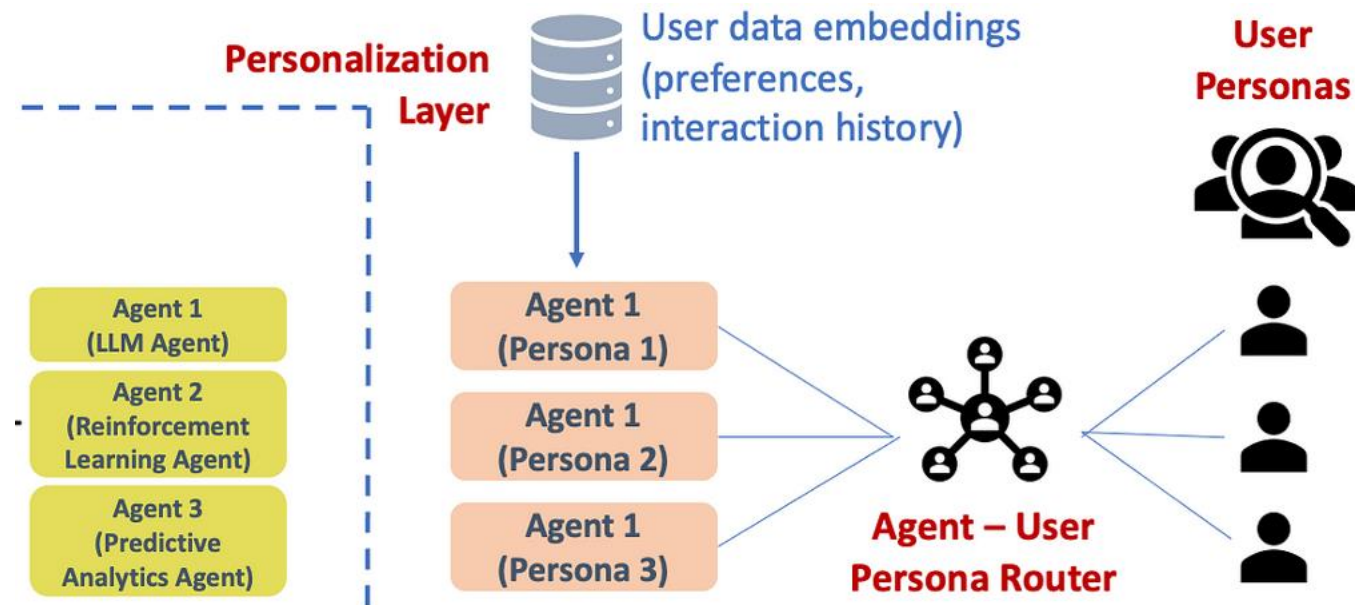 Personalization
Layer
User data embeddings
(preferences,
interaction history)
User
Personas
Agent 1
(LLM Agent)
Agent 2
(Reinforcement
Learning Agent)
Agent 3
(Predictive
Analytics Agent)
Agent 1
(Persona 1)
Agent 1
(Persona 2)
Agent 1
(Persona 3)
Agent – User
Persona Router